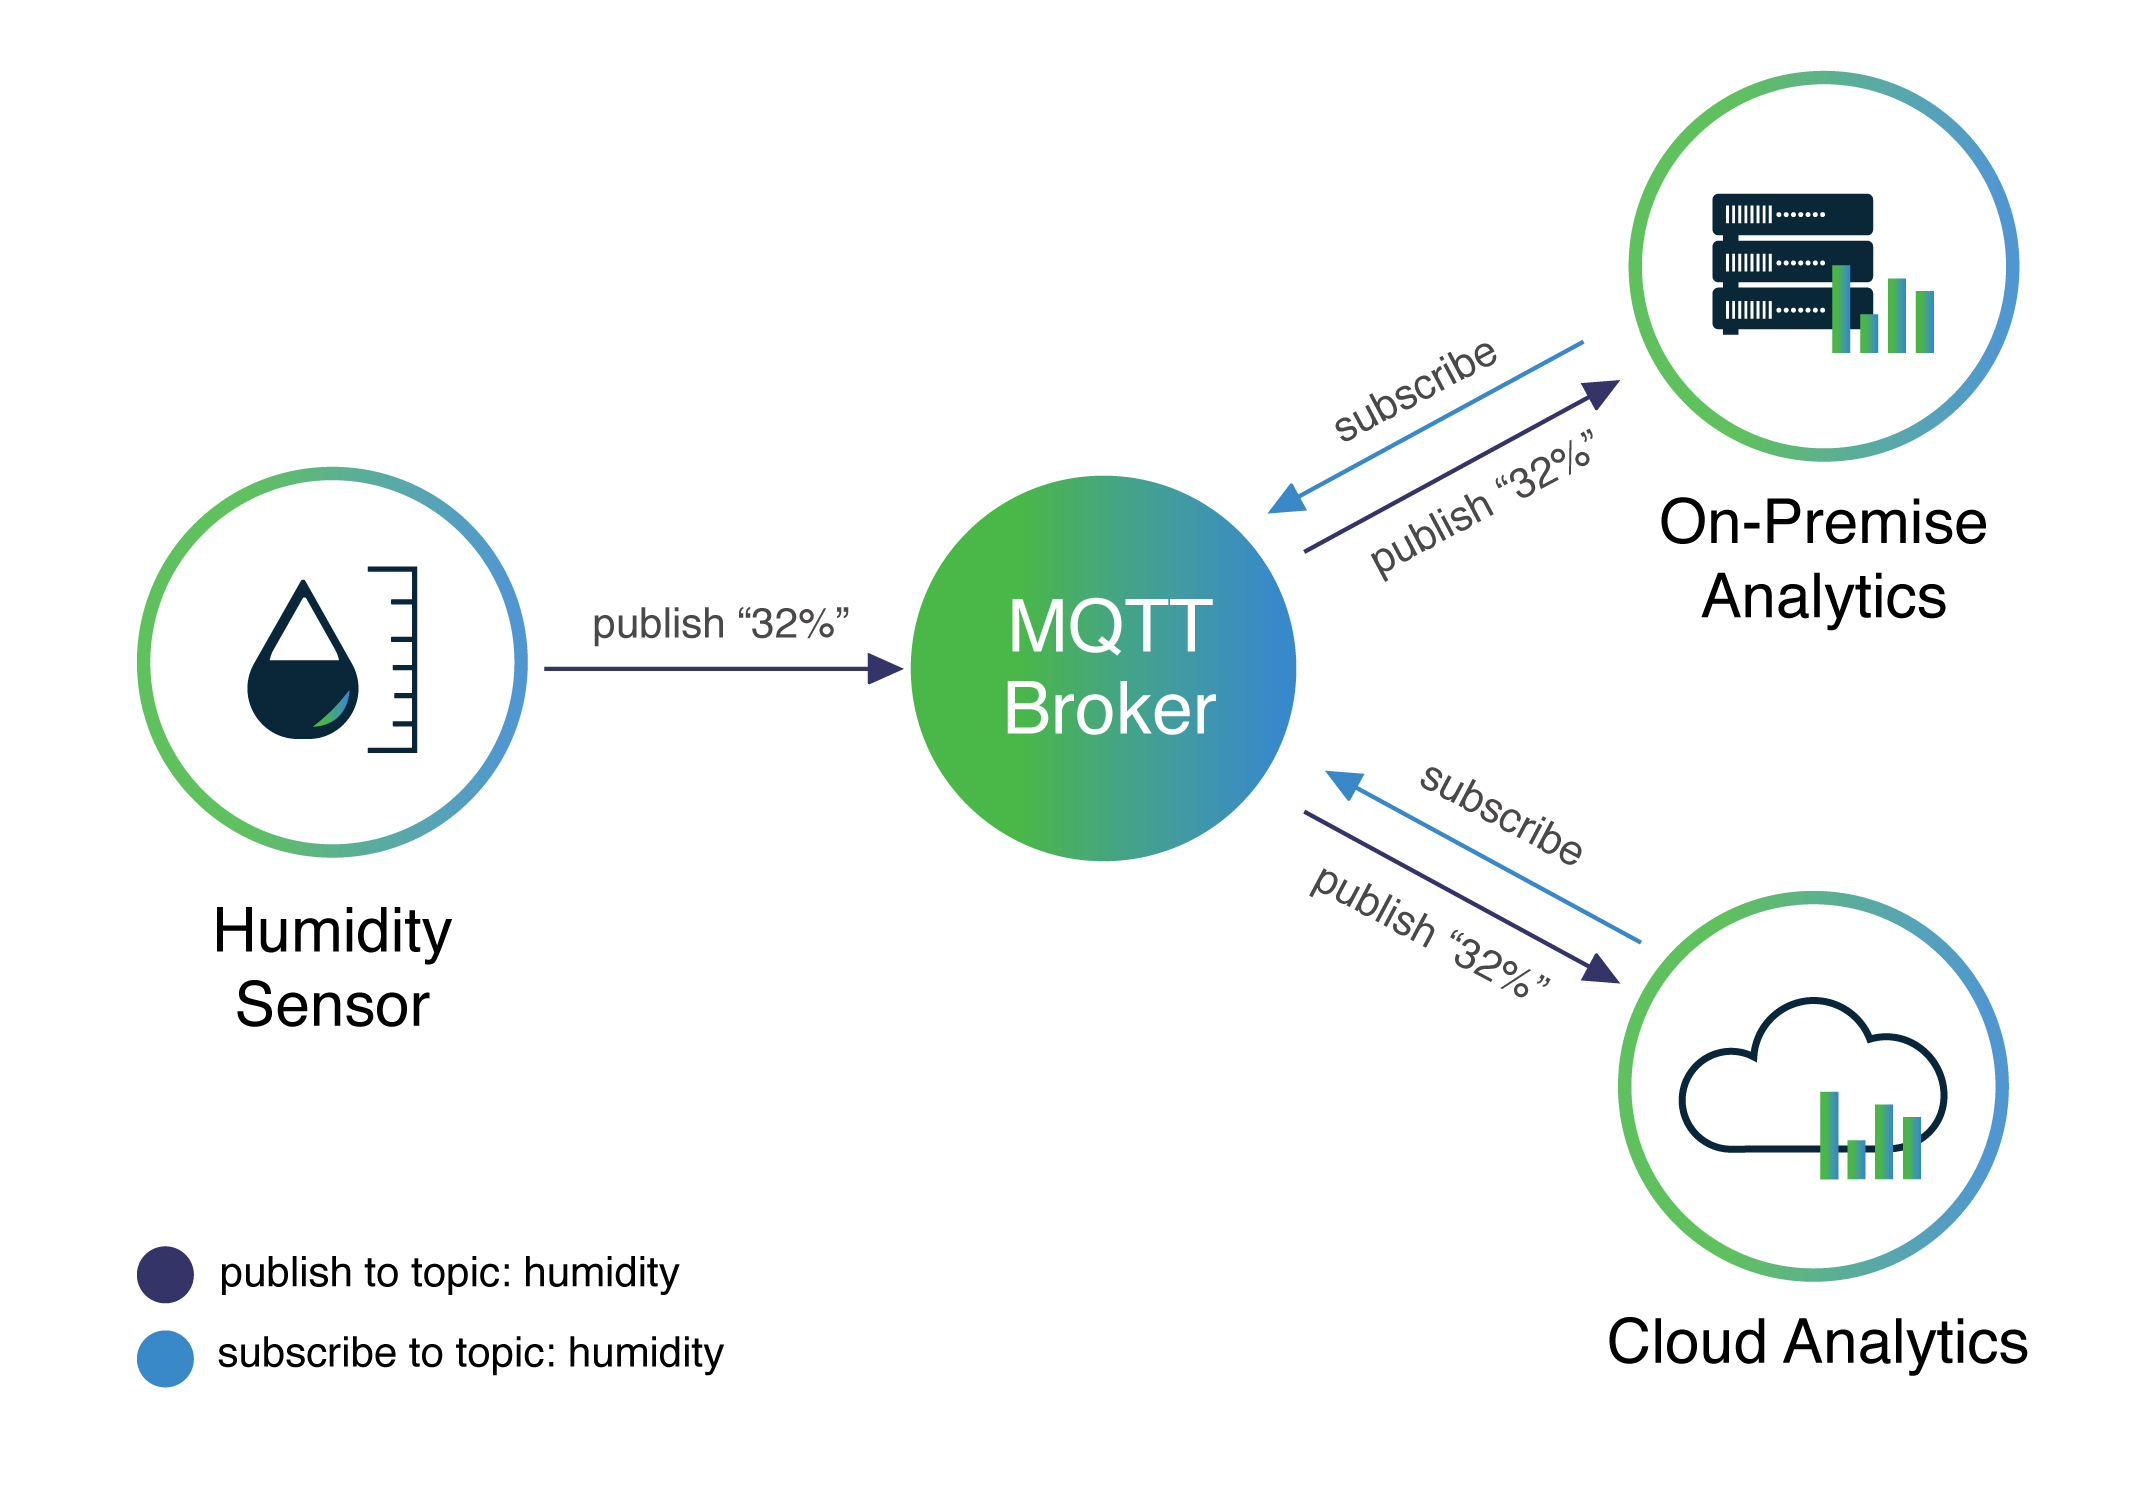 subscribe
publish “32%”
On-Premise
Analytics
publish “32%”
MQTT
Broker
Humidity
Sensor
subscribe
publish “32%”
Cloud Analytics
publish to topic: humidity
subscribe to topic: humidity